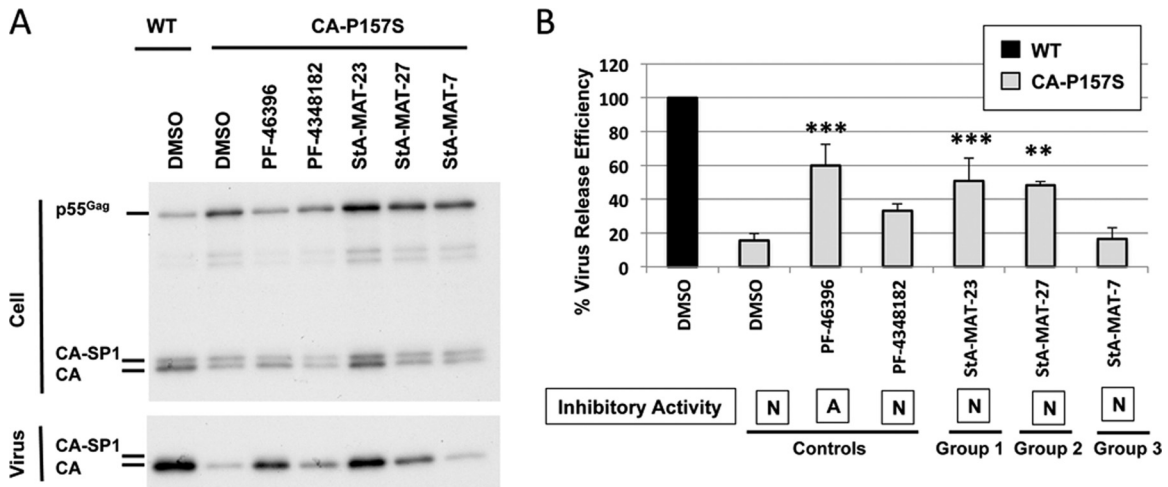 A
WT
CA-P157S
DMSO
DMSO
PF-46396
PF-4348182
StA-MAT-23
StA-MAT-27
StA-MAT-7
p55Gag
CA-SP1
CA
Cell
CA-SP1
CA
Virus
B
WT
CA-P157S
% Virus Release Efficiency
120
100
80
60
40
20
0
***
***
**
DMSO
DMSO
PF-46396
PF-4348182
StA-MAT-23
StA-MAT-27
StA-MAT-7
Inhibitory Activity
N
A
N
N
N
N
Controls
Group 1
Group 2
Group 3